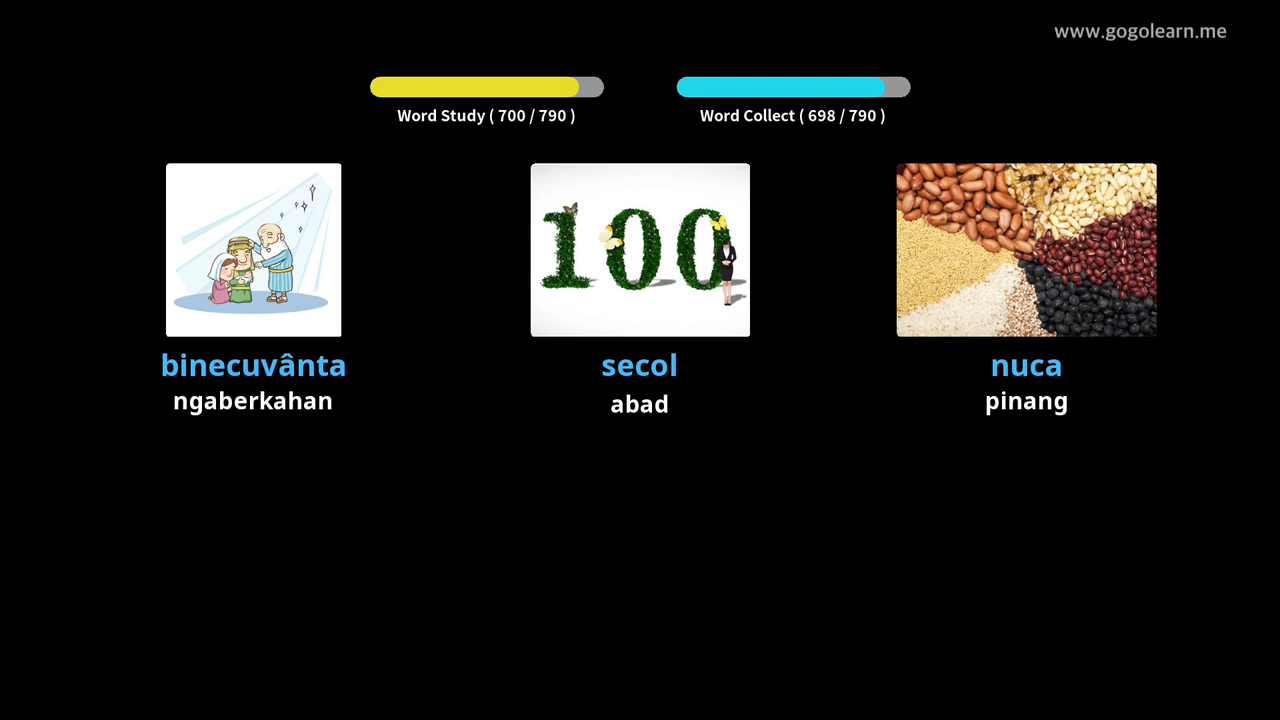 www.gogolearn.me
Word Study ( 700 / 790 )
Word Collect ( 698 / 790 )
100
binecuvânta
ngaberkahan
secol
abad
nuca
pinang